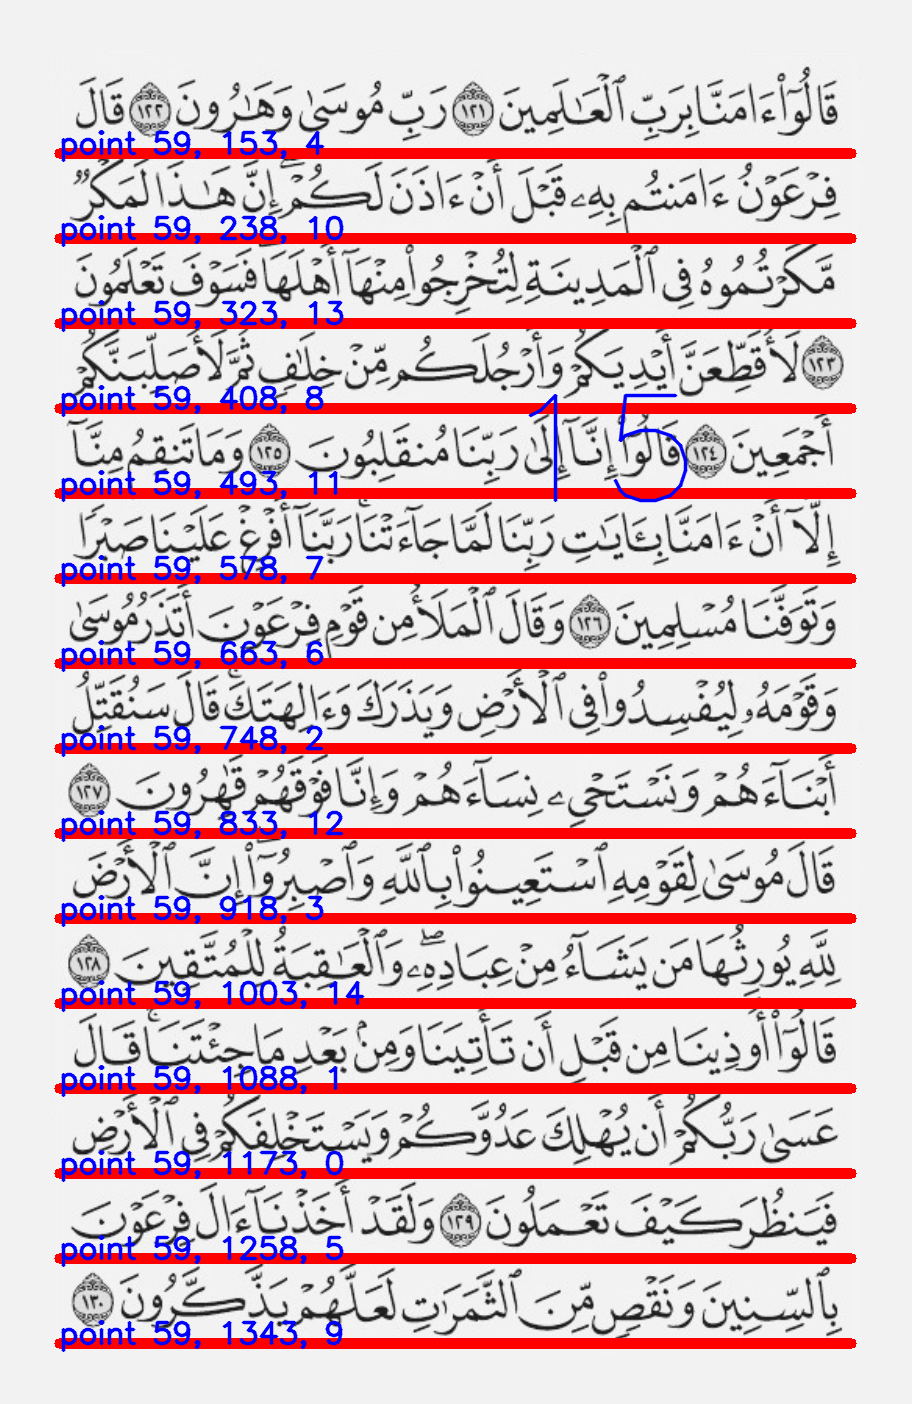 قَالُوٓا۟ ءَامَنَّا بِرَبِّ ٱلْعَـٰلَمِينَ ١٢١ رَبِّ مُوسَىٰ وَهَـٰرُونَ ١٢٢ قَالَ
point 59, 153, 4
فِرْعَوْنُ ءَامَنتُم بِهِۦ قَبْلَ أَنْ ءَاذَنَ لَكُمْ ۖ إِنَّ هَـٰذَا لَمَكْرٌ
point 59, 238, 10
مَّكَرْتُمُوهُ فِى ٱلْمَدِينَةِ لِتُخْرِجُوا۟ مِنْهَآ أَهْلَهَا ۖ فَسَوْفَ تَعْلَمُونَ
point 59, 323, 13
١٢٣ لَأُقَطِّعَنَّ أَيْدِيَكُمْ وَأَرْجُلَكُم مِّنْ خِلَـٰفٍ ثُمَّ لَأُصَلِّبَنَّكُمْ
point 59, 408, 8
أَجْمَعِينَ ١٢٤ قَالُوٓا۟ إِنَّآ إِلَىٰ رَبِّنَا مُنقَلِبُونَ ١٢٥ وَمَا تَنقِمُ مِنَّآ
15
point 59, 493, 11
إِلَّآ أَنْ ءَامَنَّا بِـَٔايَـٰتِ رَبِّنَا لَمَّا جَآءَتْنَا ۚ رَبَّنَآ أَفْرِغْ عَلَيْنَا صَبْرًا
point 59, 578, 7
وَتَوَفَّنَا مُسْلِمِينَ ١٢٦ وَقَالَ ٱلْمَلَأُ مِن قَوْمِ فِرْعَوْنَ أَتَذَرُ مُوسَىٰ
point 59, 663, 6
وَقَوْمَهُۥ لِيُفْسِدُوا۟ فِى ٱلْأَرْضِ وَيَذَرَكَ وَءَالِهَتَكَ ۚ قَالَ سَنُقَتِّلُ
point 59, 748, 2
أَبْنَآءَهُمْ وَنَسْتَحْىِۦ نِسَآءَهُمْ وَإِنَّا فَوْقَهُمْ قَـٰهِرُونَ ١٢٧
point 59, 833, 12
قَالَ مُوسَىٰ لِقَوْمِهِ ٱسْتَعِينُوا۟ بِٱللَّهِ وَٱصْبِرُوٓا۟ ۖ إِنَّ ٱلْأَرْضَ
point 59, 918, 3
لِلَّهِ يُورِثُهَا مَن يَشَآءُ مِنْ عِبَادِهِۦ ۖ وَٱلْعَـٰقِبَةُ لِلْمُتَّقِينَ ١٢٨
point 59, 1003, 14
قَالُوٓا۟ أُوذِينَا مِن قَبْلِ أَن تَأْتِيَنَا وَمِنۢ بَعْدِ مَا جِئْتَنَا ۚ قَالَ
point 59, 1088, 1
عَسَىٰ رَبُّكُمْ أَن يُهْلِكَ عَدُوَّكُمْ وَيَسْتَخْلِفَكُمْ فِى ٱلْأَرْضِ
point 59, 1173, 0
فَيَنظُرَ كَيْفَ تَعْمَلُونَ ١٢٩ وَلَقَدْ أَخَذْنَآ ءَالَ فِرْعَوْنَ
point 59, 1258, 5
بِٱلسِّنِينَ وَنَقْصٍ مِّنَ ٱلثَّمَرَٰتِ لَعَلَّهُمْ يَذَّكَّرُونَ ١٣٠
point 59, 1343, 9